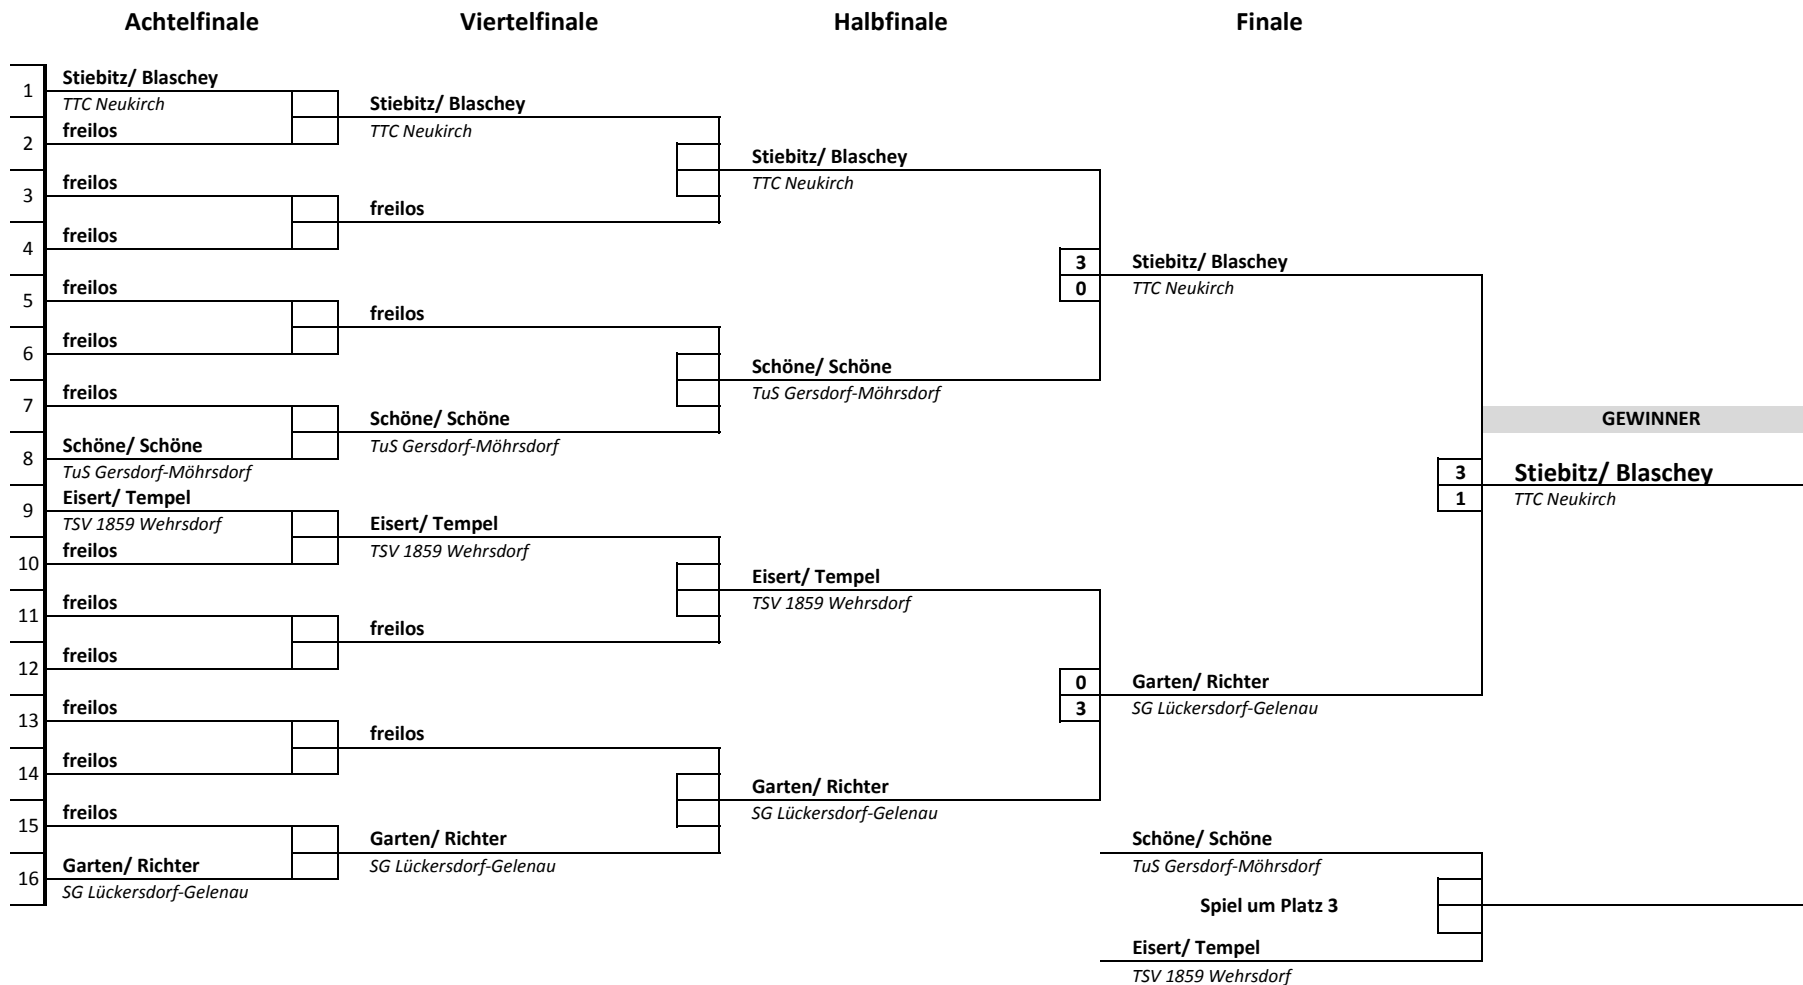 Achtelfinale
Viertelfinale
Halbfinale
Finale
1
Stiebitz/ Blaschey
TTC Neukirch
2
freilos
3
freilos
4
freilos
5
freilos
6
freilos
7
freilos
8
Schöne/ Schöne
TuS Gersdorf-Möhrsdorf
9
Eisert/ Tempel
TSV 1859 Wehrsdorf
10
freilos
11
freilos
12
freilos
13
freilos
14
freilos
15
freilos
16
Garten/ Richter
SG Lückersdorf-Gelenau
Stiebitz/ Blaschey
TTC Neukirch
freilos
freilos
Schöne/ Schöne
TuS Gersdorf-Möhrsdorf
Eisert/ Tempel
TSV 1859 Wehrsdorf
freilos
freilos
Garten/ Richter
SG Lückersdorf-Gelenau
Stiebitz/ Blaschey
TTC Neukirch
Schöne/ Schöne
TuS Gersdorf-Möhrsdorf
Eisert/ Tempel
TSV 1859 Wehrsdorf
Garten/ Richter
SG Lückersdorf-Gelenau
3
0
Stiebitz/ Blaschey
TTC Neukirch
0
3
Garten/ Richter
SG Lückersdorf-Gelenau
Schöne/ Schöne
TuS Gersdorf-Möhrsdorf
Spiel um Platz 3
Eisert/ Tempel
TSV 1859 Wehrsdorf
GEWINNER
3
1
Stiebitz/ Blaschey
TTC Neukirch